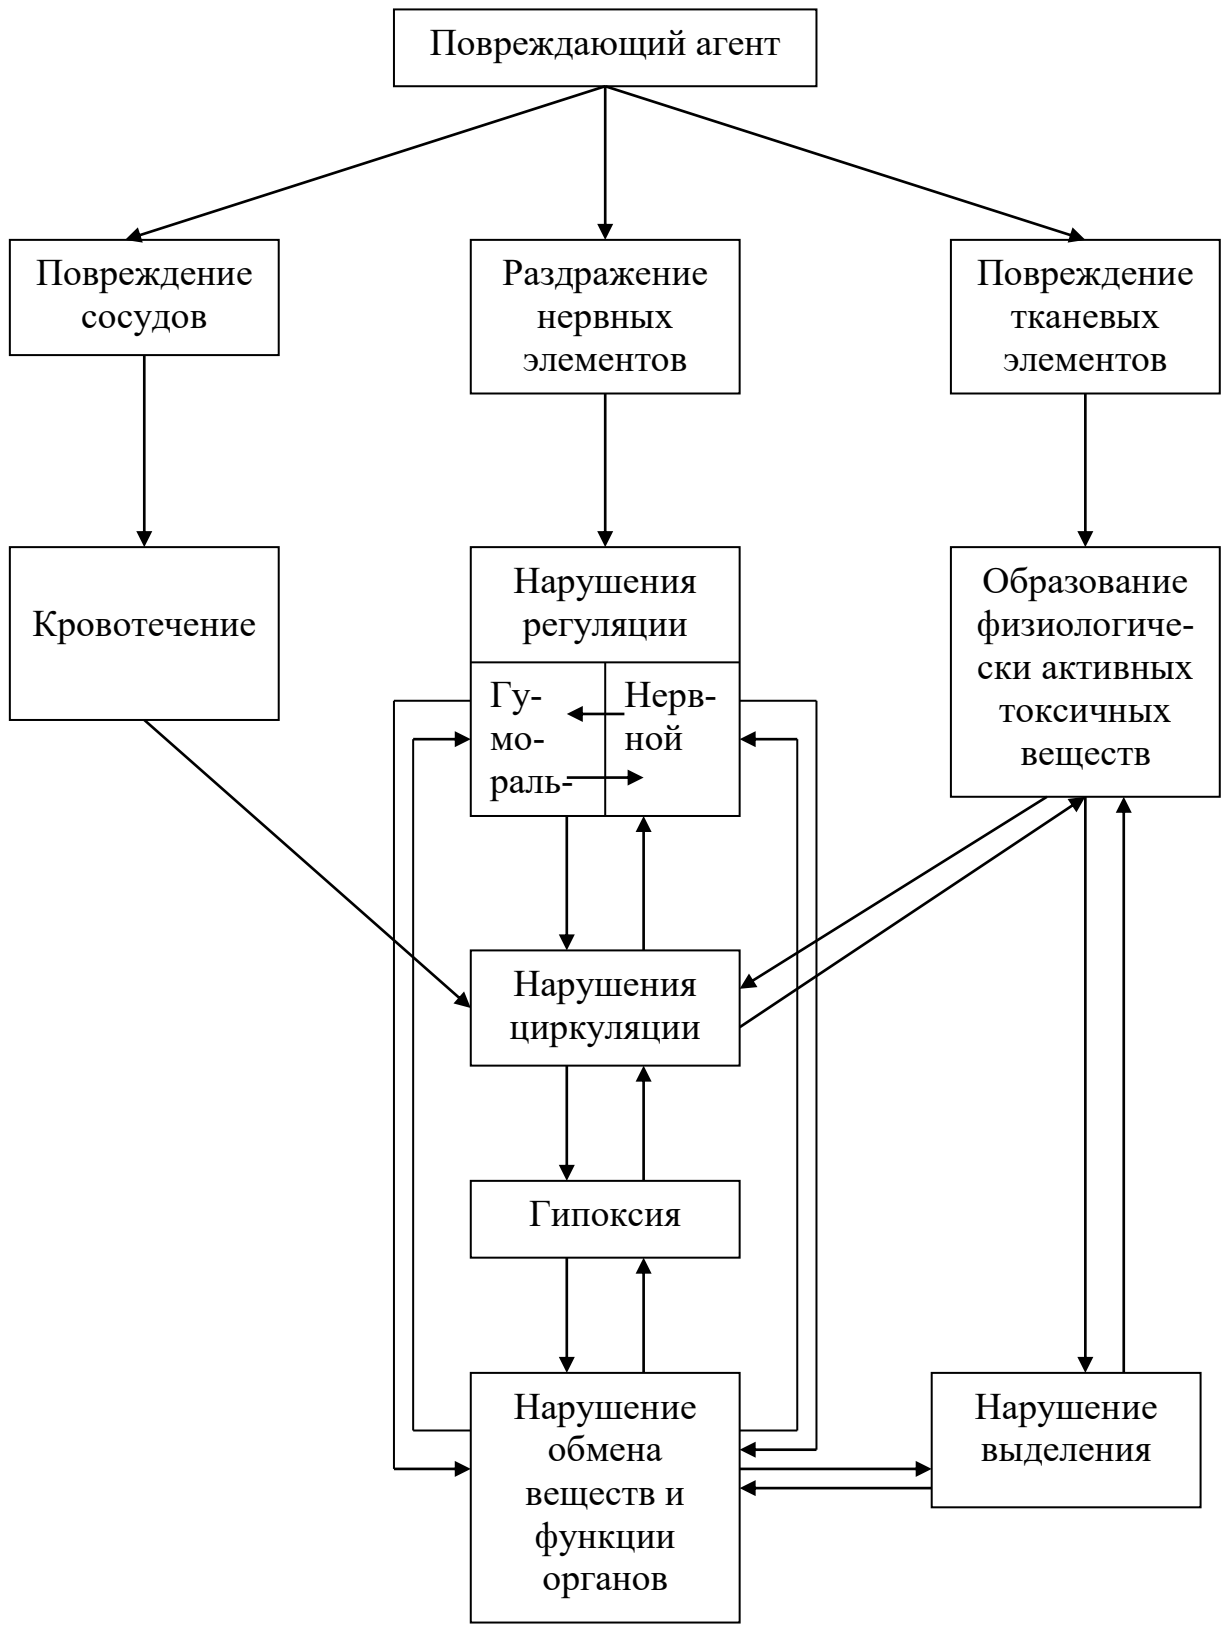 Повреждающий агент
Повреждение
сосудов
Раздражение
нервных
элементов
Повреждение
тканевых
элементов
Кровотечение
Нарушения
регуляции
Гу-
мо-
раль-
Нерв-
ной
Образование
физиологиче-
ски активных
токсичных
веществ
Нарушения
циркуляции
Гипоксия
Нарушение
обмена
веществ и
функции
органов
Нарушение
выделения